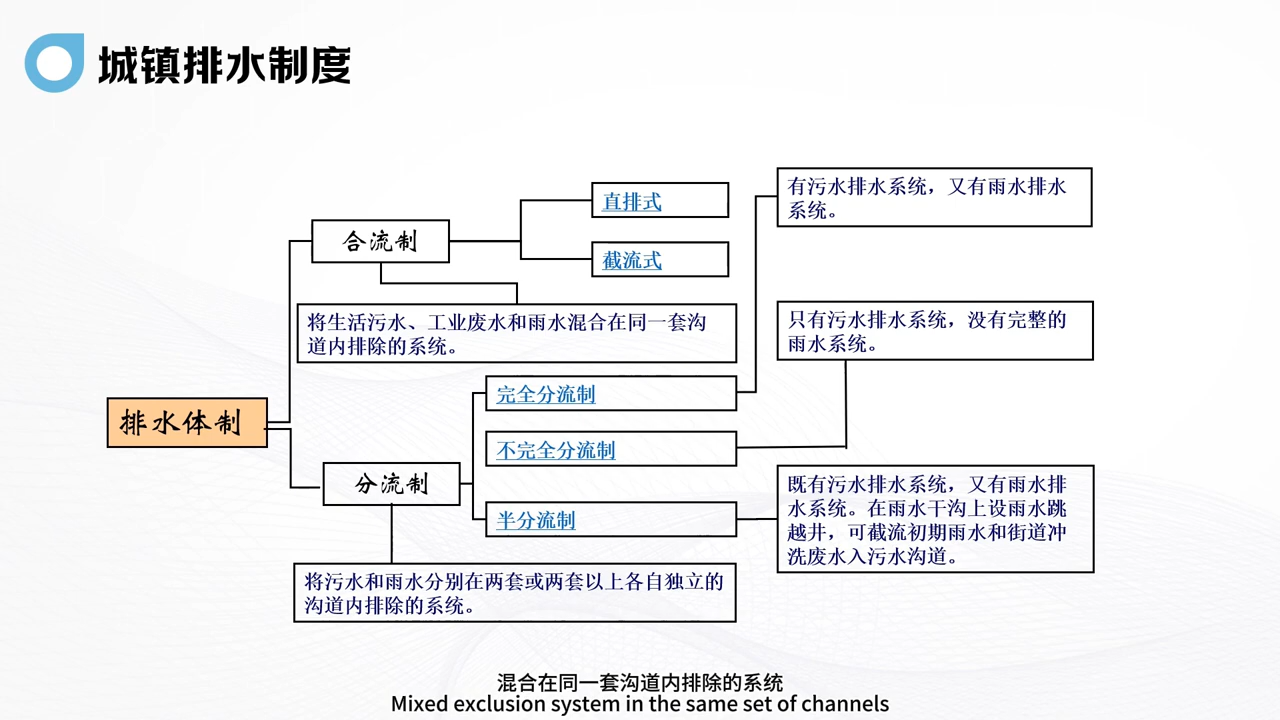 城镇排水制度
直排式
有污水排水系统，又有雨水排水
系统。
合流制
截流式
将生活污水、工业废水和雨水混合在同一套沟
道内排除的系统。
只有污水排水系统，没有完整的
雨水系统。
完全分流制
排水体制
不完全分流制
分流制
既有污水排水系统，又有雨水排
水系统。在雨水干沟上设雨水跳
越井，可截流初期雨水和街道冲
洗废水入污水沟道。
半分流制
将污水和雨水分别在两套或两套以上各自独立的
沟道内排除的系统。
混合在同一套沟道内排除的系统
Mixed exclusion system in the same set of channels